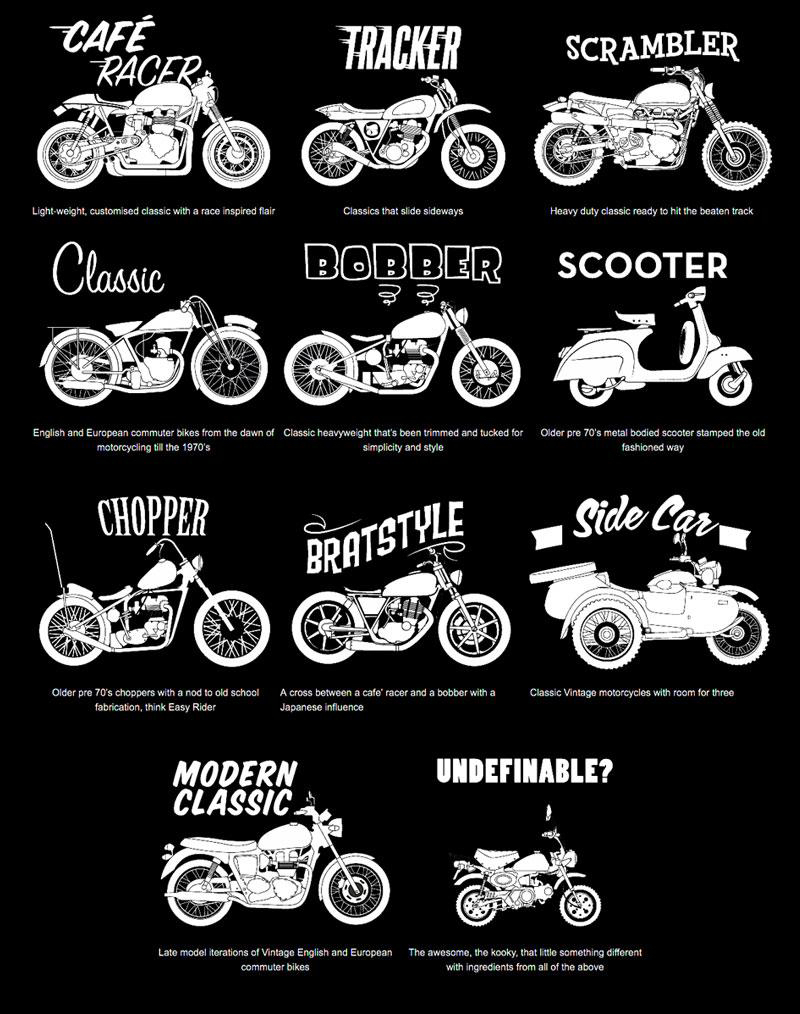 CAFÉ
RACER
TRACKER
SCRAMBLER
Light-weight, customised classic with a race inspired flair
Classics that slide sideways
Heavy duty classic ready to hit the beaten track
Classic
BOBBER
SCOOTER
English and European commuter bikes from the dawn of
motorcycling till the 1970's
Classic heavyweight that's been trimmed and tucked for
simplicity and style
Older pre 70's metal bodied scooter stamped the old
fashioned way
CHOPPER
BRATSTYLE
Side Car
Older pre 70's choppers with a nod to old school
fabrication, think Easy Rider
A cross between a cafe' racer and a bobber with a
Japanese influence
Classic Vintage motorcycles with room for three
MODERN
CLASSIC
UNDEFINABLE?
Late model iterations of Vintage English and European
commuter bikes
The awesome, the kooky, that little something different
with ingredients from all of the above